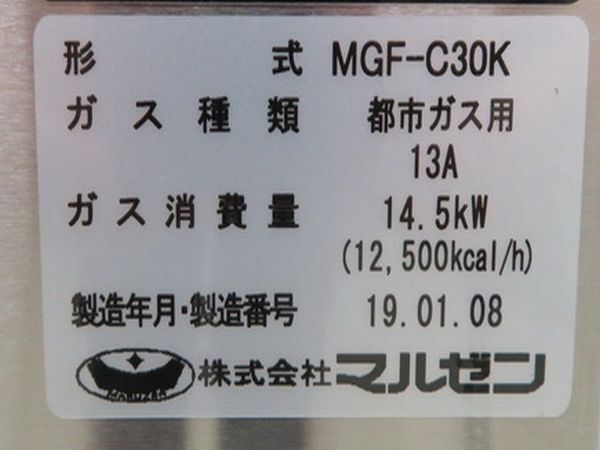 形式 MGF-C30K
ガス種類 都市ガス用
13A
ガス消費量 14.5kW
(12,500kcal/h)
製造年月・製造番号 19.01.08
MARUZEN 株式会社マルゼン